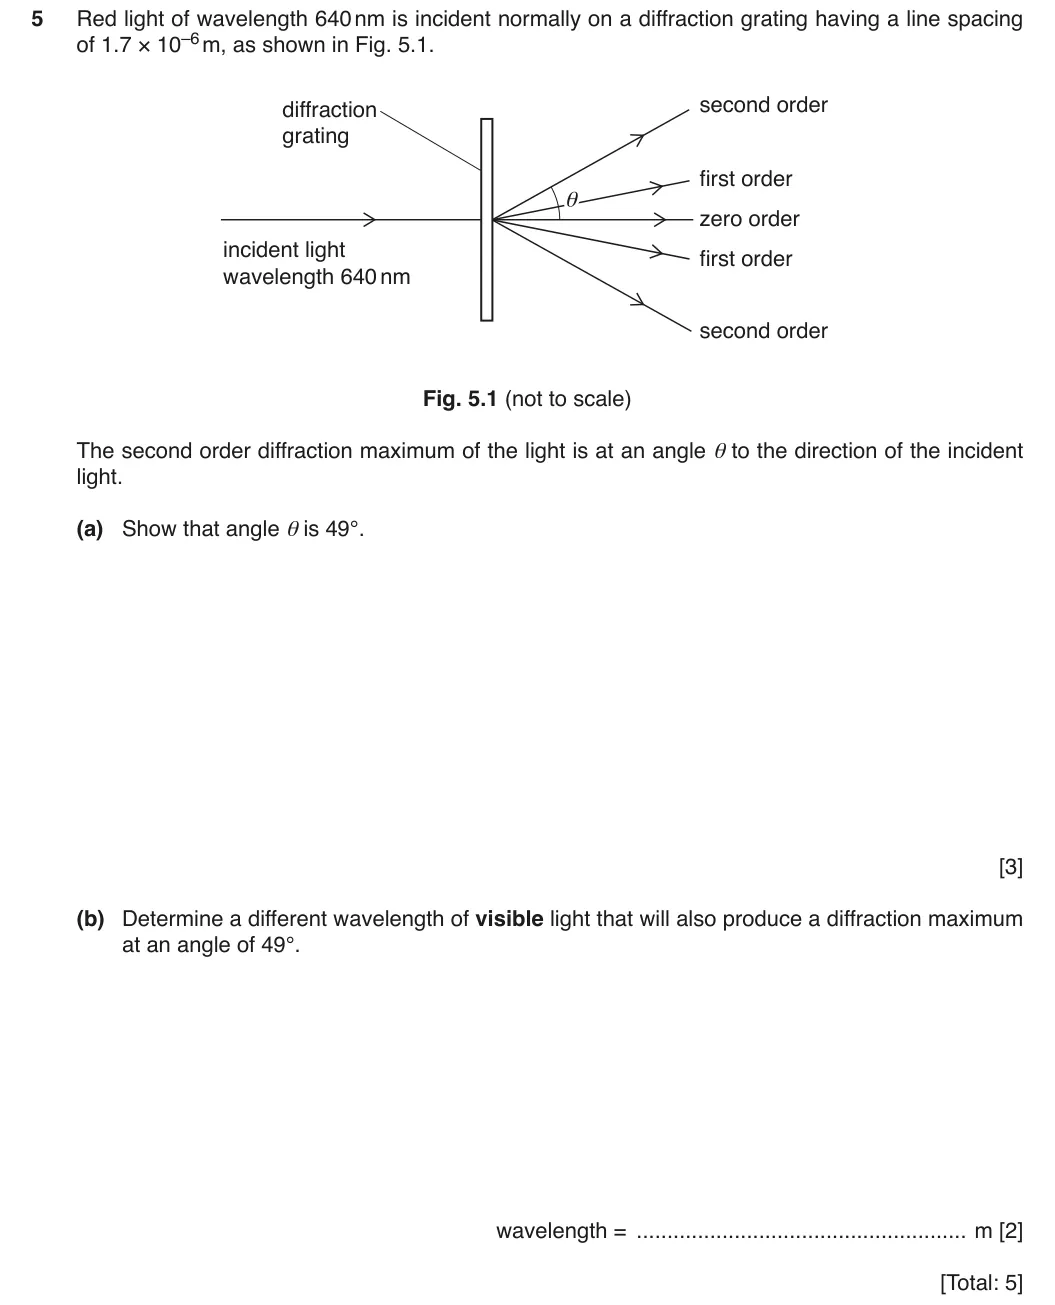 5 Red light of wavelength 640 nm is incident normally on a diffraction grating having a line spacing
of 1.7 × 10⁻⁶ m, as shown in Fig. 5.1.
diffraction
grating
second order
first order
θ
zero order
incident light
wavelength 640 nm
first order
second order
Fig. 5.1 (not to scale)
The second order diffraction maximum of the light is at an angle θ to the direction of the incident
light.
(a) Show that angle θ is 49°.
[3]
(b) Determine a different wavelength of visible light that will also produce a diffraction maximum
at an angle of 49°.
wavelength = ....................................................... m [2]
[Total: 5]